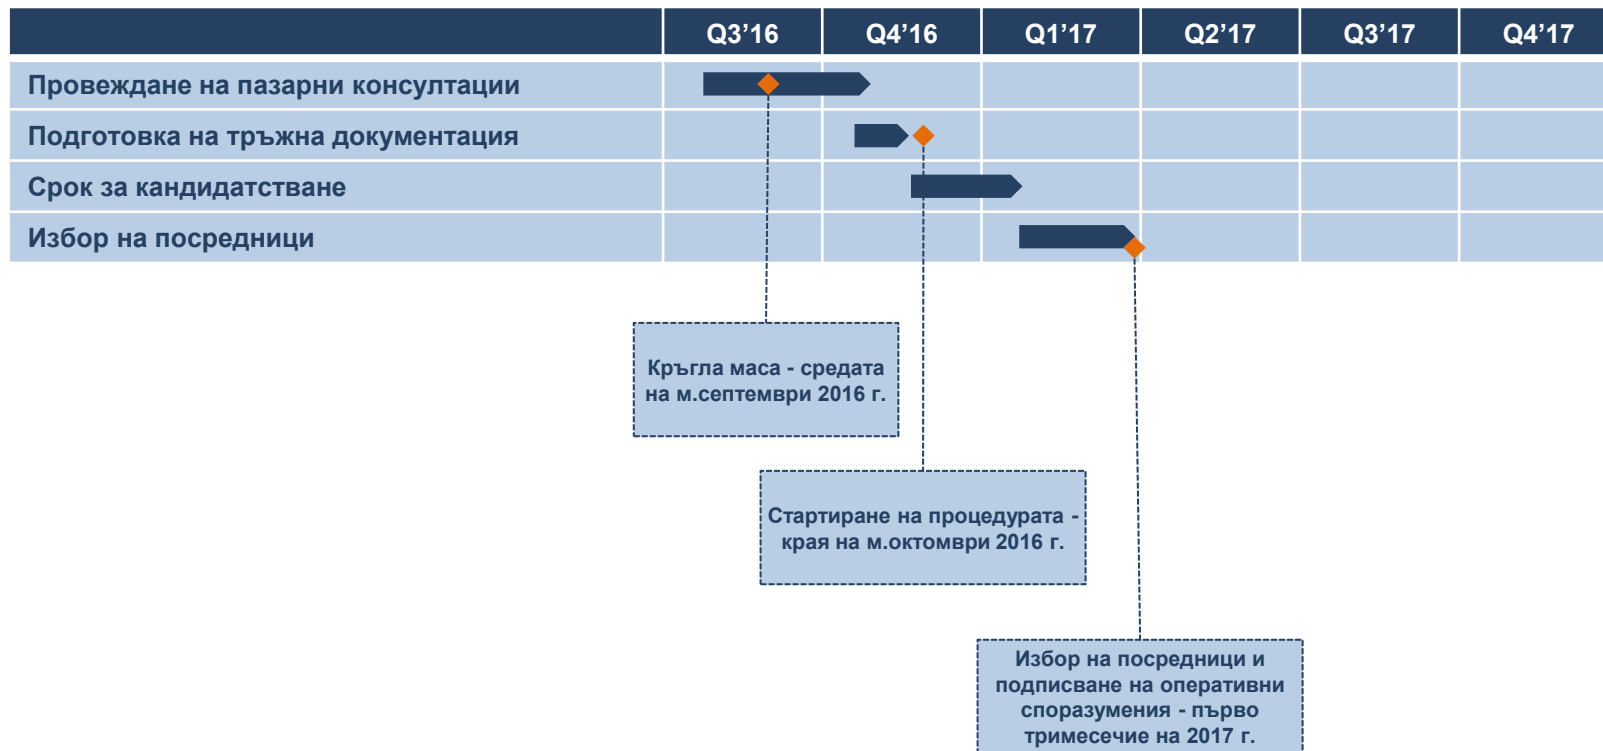 Q3’16 Q4’16 Q1’17 Q2’17 Q3’17 Q4’17
Провеждане на пазарни консултации
Подготовка на тръжна документация
Срок за кандидатстване
Избор на посредници
Кръгла маса - средата
на м.септември 2016 г.
Стартиране на процедурата -
края на м.октомври 2016 г.
Избор на посредници и
подписване на оперативни
споразумения - първо
тримесечие на 2017 г.